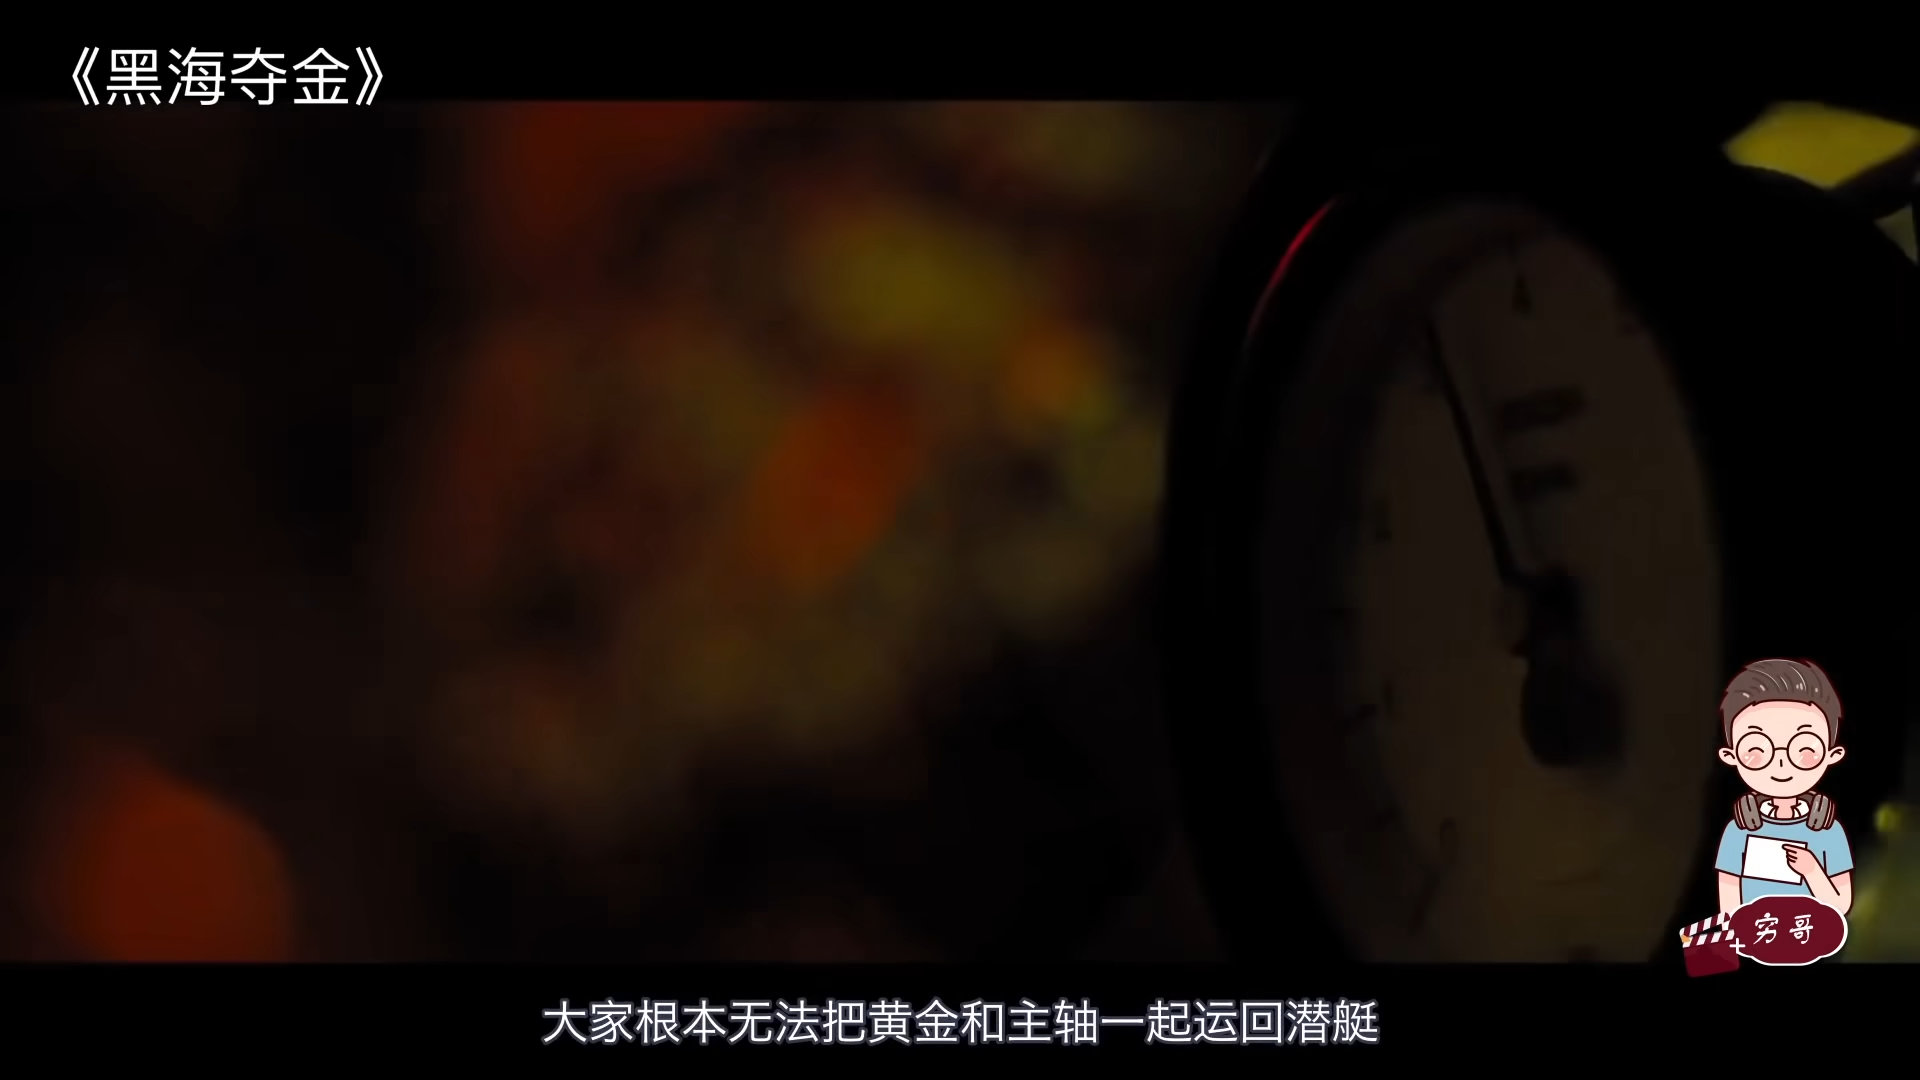 《黑海夺金》
穷哥
大家根本无法把黄金和主轴一起运回潜艇